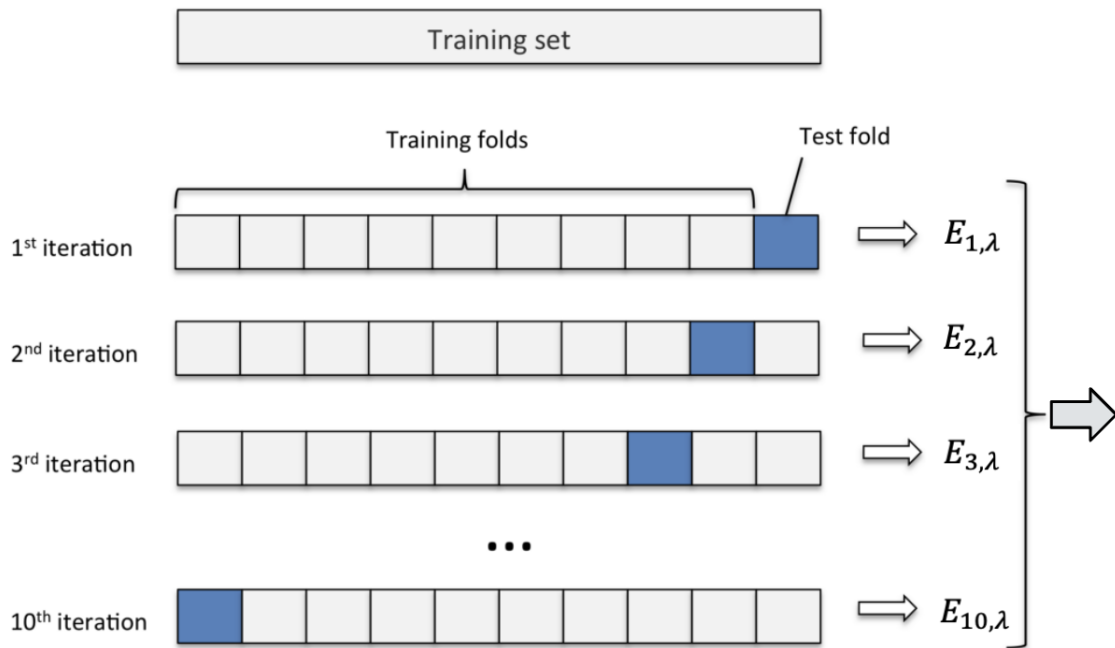 Training set
Training folds
Test fold
1st iteration
E1,λ
2nd iteration
E2,λ
3rd iteration
E3,λ
...
10th iteration
E10,λ